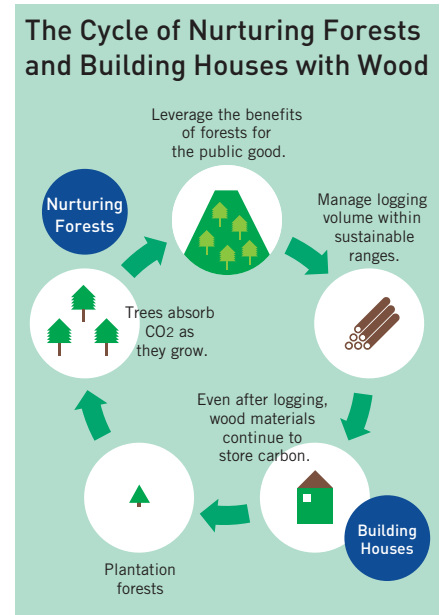 The Cycle of Nurturing Forests
and Building Houses with Wood
Leverage the benefits
of forests for
the public good.
Nurturing
Forests
Manage logging
volume within
sustainable
ranges.
Trees absorb
CO2 as
they grow.
Even after logging,
wood materials
continue to
store carbon.
Building
Houses
Plantation
forests